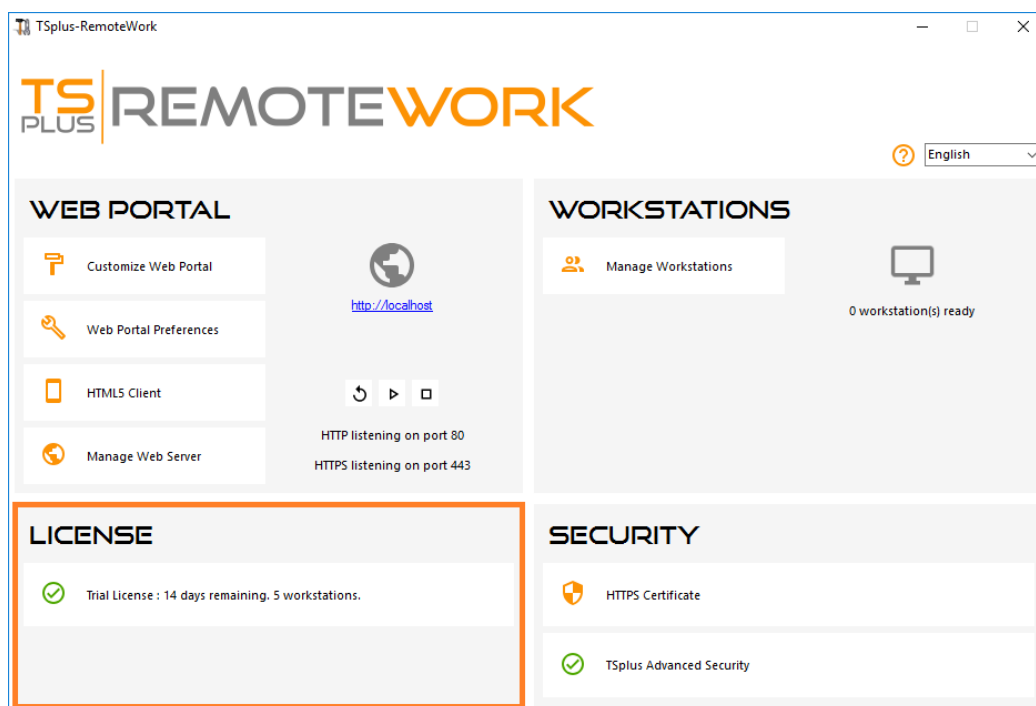 TSplus-RemoteWork
TS PLUS REMOTEWORK
English
WEB PORTAL
Customize Web Portal
http://localhost
Web Portal Preferences
HTML5 Client
HTTP listening on port 80
Manage Web Server
HTTPS listening on port 443
WORKSTATIONS
Manage Workstations
0 workstation(s) ready
LICENSE
Trial License : 14 days remaining. 5 workstations.
SECURITY
HTTPS Certificate
TSplus Advanced Security